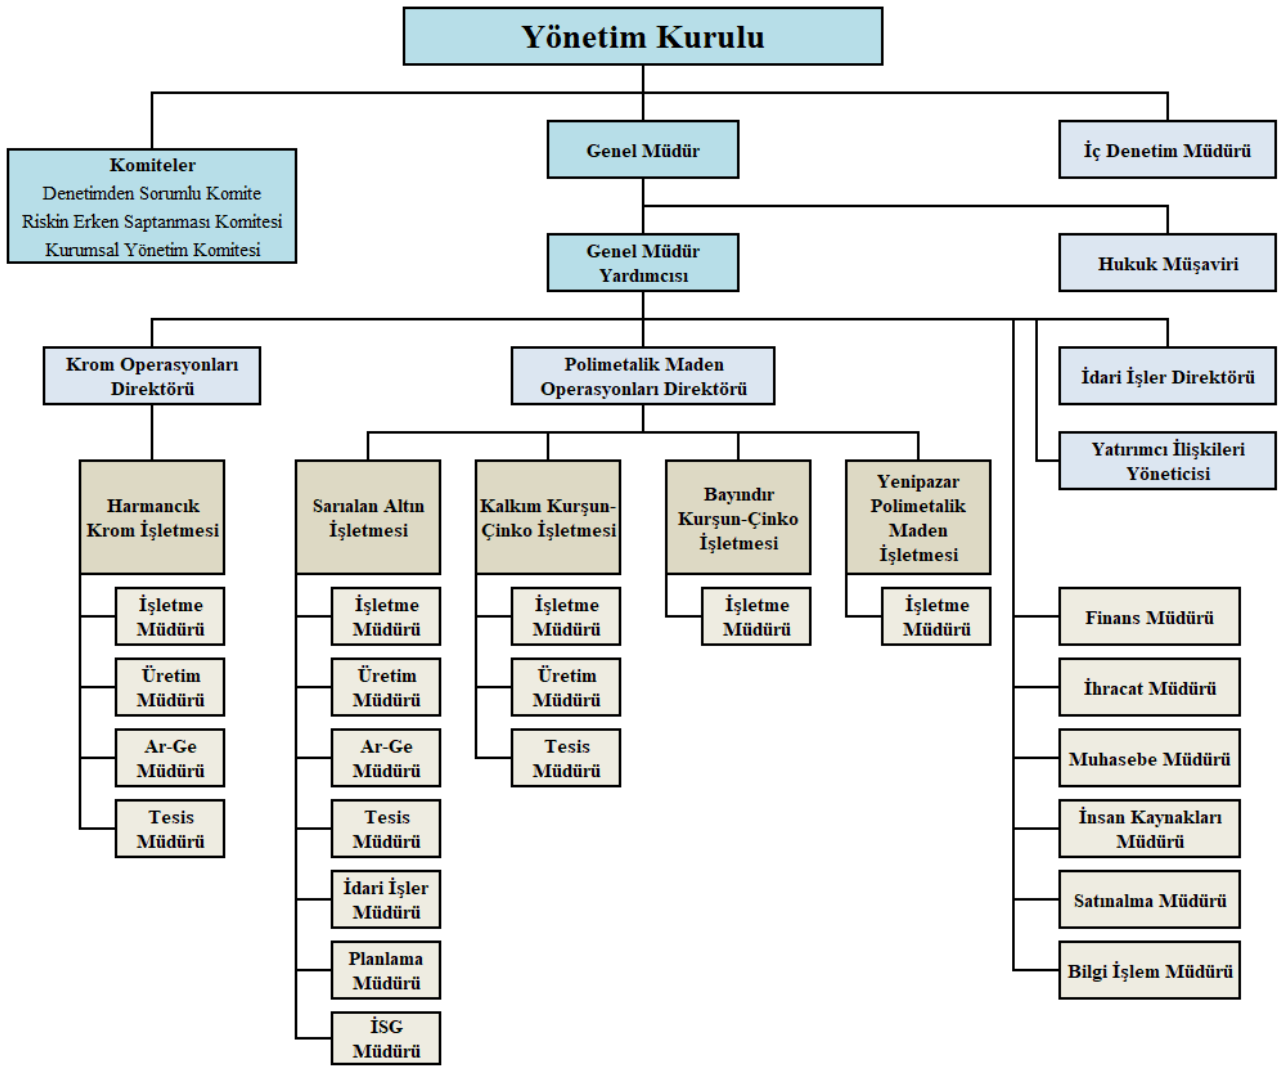 Yönetim Kurulu
Komiteler
Denetimden Sorumlu Komite
Riskin Erken Saptanması Komitesi
Kurumsal Yönetim Komitesi
Genel Müdür
İç Denetim Müdürü
Genel Müdür
Yardımcısı
Hukuk Müşaviri
Krom Operasyonları
Direktörü
Polimetalik Maden
Operasyonları Direktörü
İdari İşler Direktörü
Yatırımcı İlişkileri
Yöneticisi
Harmancık
Krom İşletmesi
İşletme
Müdürü
Üretim
Müdürü
Ar-Ge
Müdürü
Tesis
Müdürü
Sarıalan Altın
İşletmesi
İşletme
Müdürü
Üretim
Müdürü
Ar-Ge
Müdürü
Tesis
Müdürü
İdari İşler
Müdürü
Planlama
Müdürü
İSG
Müdürü
Kalkım Kurşun-
Çinko İşletmesi
İşletme
Müdürü
Üretim
Müdürü
Tesis
Müdürü
Bayındır
Kurşun-Çinko
İşletmesi
İşletme
Müdürü
Yenipazar
Polimetalik
Maden
İşletmesi
İşletme
Müdürü
Finans Müdürü
İhracat Müdürü
Muhasebe Müdürü
İnsan Kaynakları
Müdürü
Satınalma Müdürü
Bilgi İşlem Müdürü